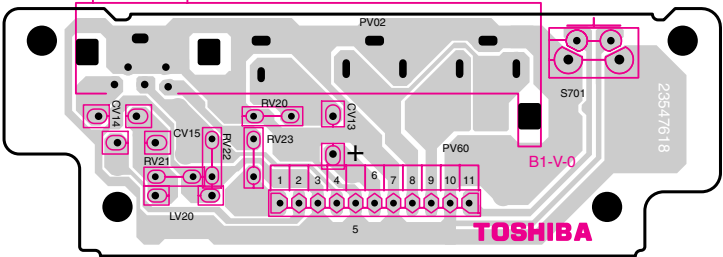 PV02
S701
23547618
CV14
RV20
CV13
CV15
RV22
RV23
+
PV60
RV21
B1-V-0
1 2 3 4 6 7 8 9 10 11
LV20
5
TOSHIBA